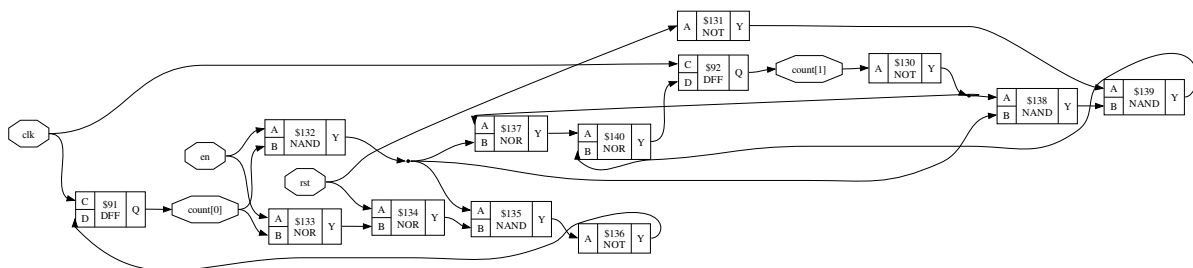 A $131 Y
NOT
C $92 Q
D DFF
count[1]
A $130 Y
NOT
A $139 Y
B NAND
A $138 Y
B NAND
clk
A $132 Y
B NAND
A $137 Y
B NOR
A $140 Y
B NOR
en
rst
C $91 Q
D DFF
count[0]
A $133 Y
B NOR
A $134 Y
B NOR
A $135 Y
B NAND
A $136 Y
NOT